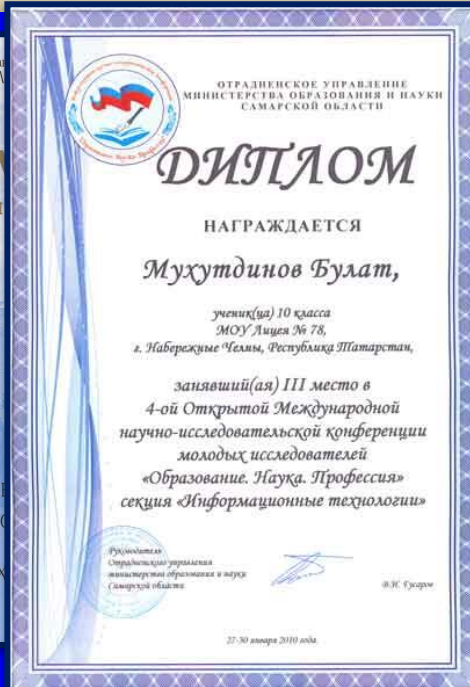 ОТРАДНЕНСКОЕ УПРАВЛЕНИЕ
МИНИСТЕРСТВА ОБРАЗОВАНИЯ И НАУКИ
САМАРСКОЙ ОБЛАСТИ
ДИПЛОМ
НАГРАЖДАЕТСЯ
Мухутдинов Булат,
ученик(ца) 10 класса
МОУ Лицея № 78,
г. Набережные Челны, Республика Татарстан,
занявший(ая) III место в
4-ой Открытой Международной
научно-исследовательской конференции
молодых исследователей
«Образование. Наука. Профессия»
секция «Информационные технологии»
Руководитель
Отрадненского управления
министерства образования и науки
Самарской области
В.Н. Гусаров
27-30 января 2010 года